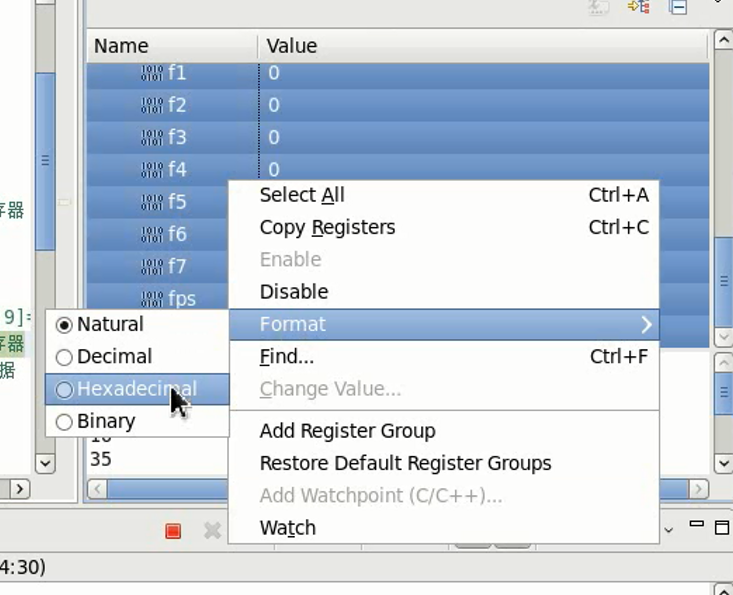 Name Value
f1 0
f2 0
f3 0
f4 0
f5
f6
f7
fps
存器
9]:
存器
据
Select All Ctrl+A
Copy Registers Ctrl+C
Enable
Disable
Format
Find... Ctrl+F
Change Value...
Add Register Group
Restore Default Register Groups
Add Watchpoint (C/C++)...
Watch
Natural
Decimal
Hexadecimal
Binary
35
4:30)